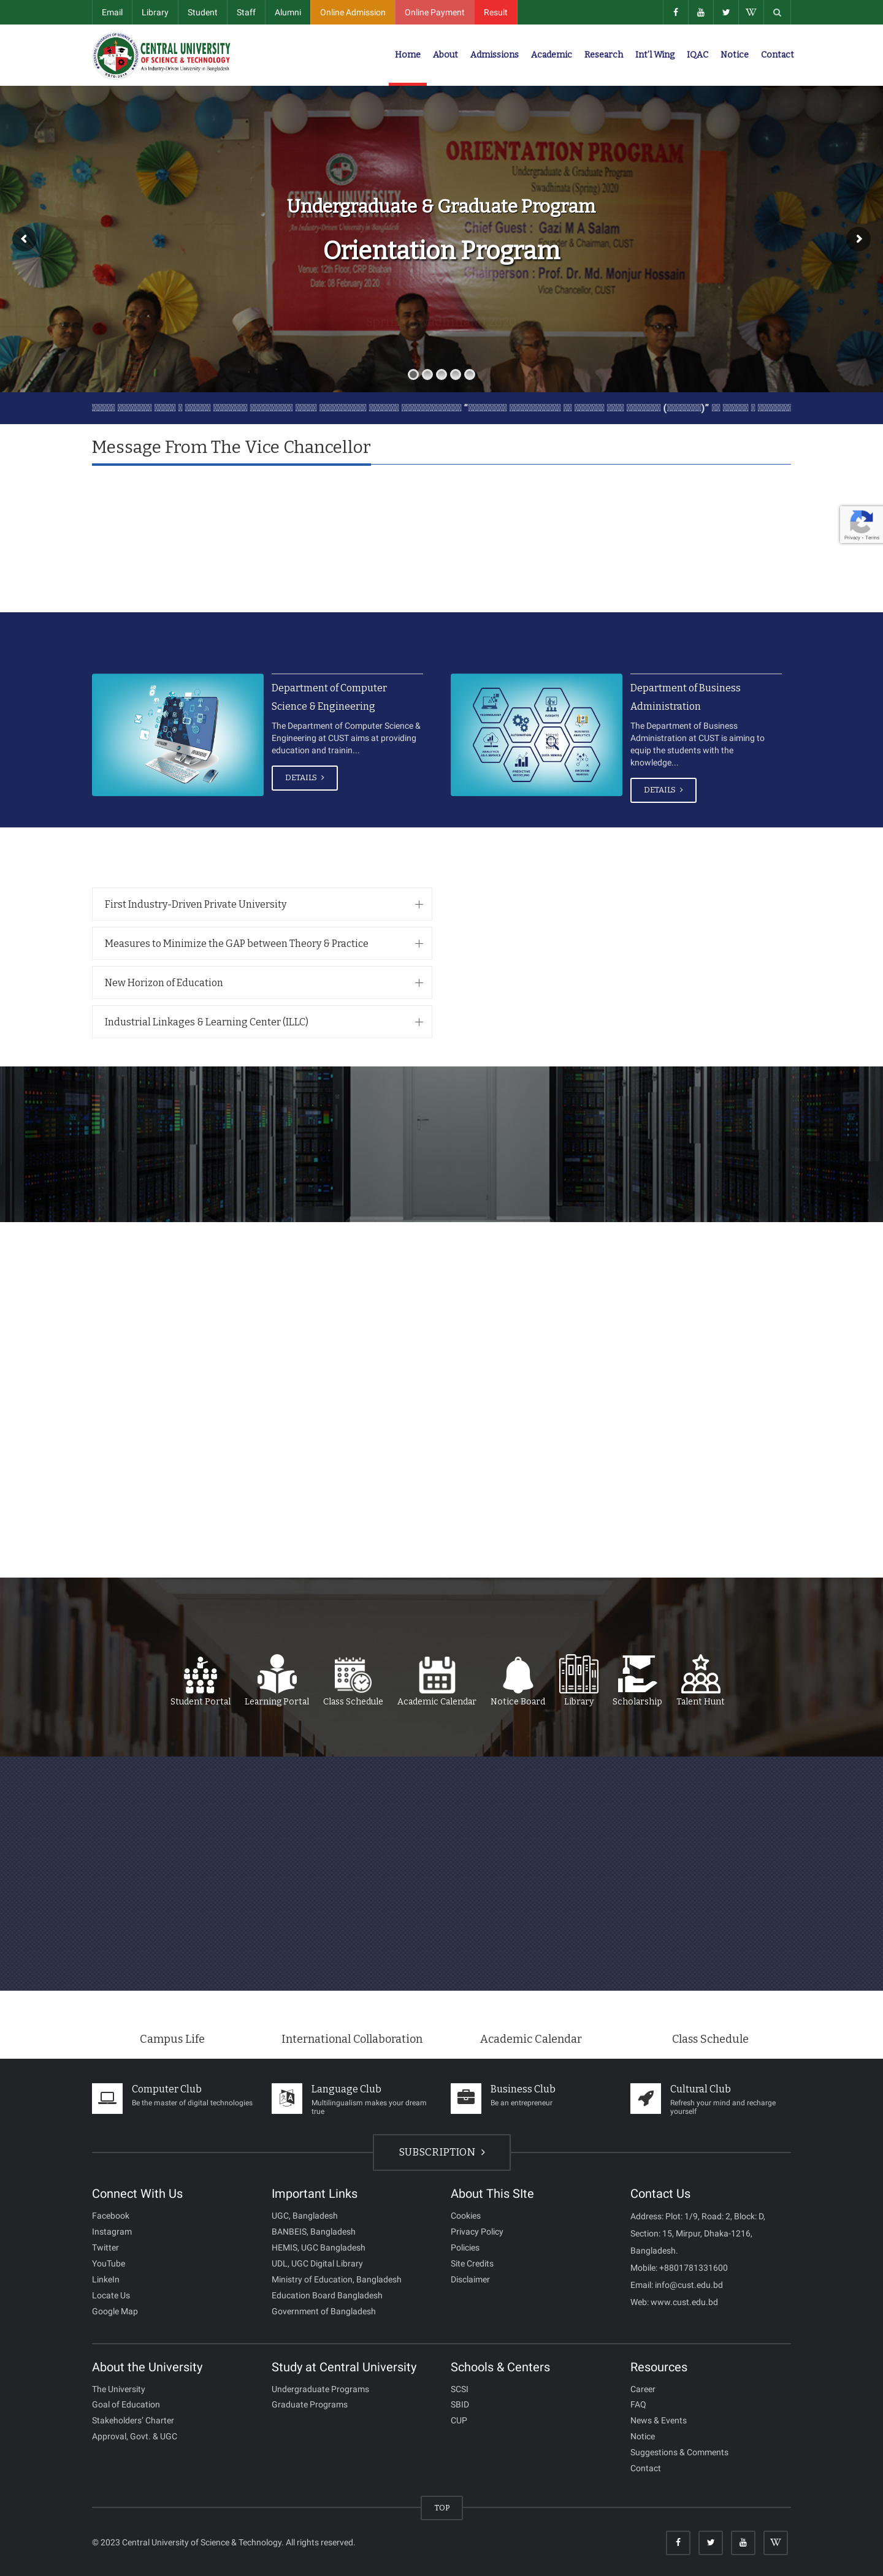 Email Library Student Staff Alumni Online Admission Online Payment Result
CENTRAL UNIVERSITY
OF SCIENCE & TECHNOLOGY
An Industry-Driven University in Bangladesh
Home About Admissions Academic Research Int'l Wing IQAC Notice Contact
ORIENTATION PROGRAM
Undergraduate & Graduate Program
Swadhinata (Spring) 2020
CENTRAL UNIVERSITY
Undergraduate & Graduate Program
Chief Guest : Gazi M A Salam
Founder & Chairman, CUST
Orientation Program
Venue: 12th Floor, CRP Bhaban
Chairperson : Prof. Dr. Md. Monjur Hossain
Vice Chancellor, CUST
Date: 08 February 2020
Message From The Vice Chancellor
Privacy - Terms
Department of Computer
Science & Engineering
The Department of Computer Science &
Engineering at CUST aims at providing
education and trainin...
DETAILS
Department of Business
Administration
The Department of Business
Administration at CUST is aiming to
equip the students with the
knowledge...
DETAILS
First Industry-Driven Private University
Measures to Minimize the GAP between Theory & Practice
New Horizon of Education
Industrial Linkages & Learning Center (ILLC)
Student Portal Learning Portal Class Schedule Academic Calendar Notice Board Library Scholarship Talent Hunt
Campus Life International Collaboration Academic Calendar Class Schedule
Computer Club
Be the master of digital technologies
Language Club
Multilingualism makes your dream
true
Business Club
Be an entrepreneur
Cultural Club
Refresh your mind and recharge
yourself
SUBSCRIPTION
Connect With Us
Facebook
Instagram
Twitter
YouTube
LinkeIn
Locate Us
Google Map
Important Links
UGC, Bangladesh
BANBEIS, Bangladesh
HEMIS, UGC Bangladesh
UDL, UGC Digital Library
Ministry of Education, Bangladesh
Education Board Bangladesh
Government of Bangladesh
About This SIte
Cookies
Privacy Policy
Policies
Site Credits
Disclaimer
Contact Us
Address: Plot: 1/9, Road: 2, Block: D,
Section: 15, Mirpur, Dhaka-1216,
Bangladesh.
Mobile: +8801781331600
Email: info@cust.edu.bd
Web: www.cust.edu.bd
About the University
The University
Goal of Education
Stakeholders' Charter
Approval, Govt. & UGC
Study at Central University
Undergraduate Programs
Graduate Programs
Schools & Centers
SCSI
SBID
CUP
Resources
Career
FAQ
News & Events
Notice
Suggestions & Comments
Contact
TOP
© 2023 Central University of Science & Technology. All rights reserved.